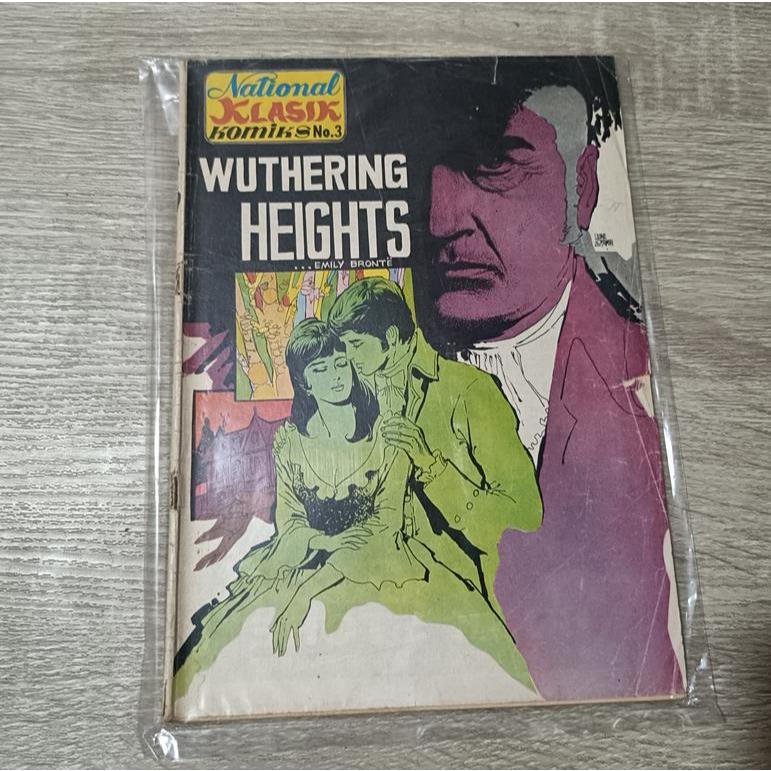 National
KLASIK
KOMIKS No.3
WUTHERING
HEIGHTS
...EMILY BRONTË